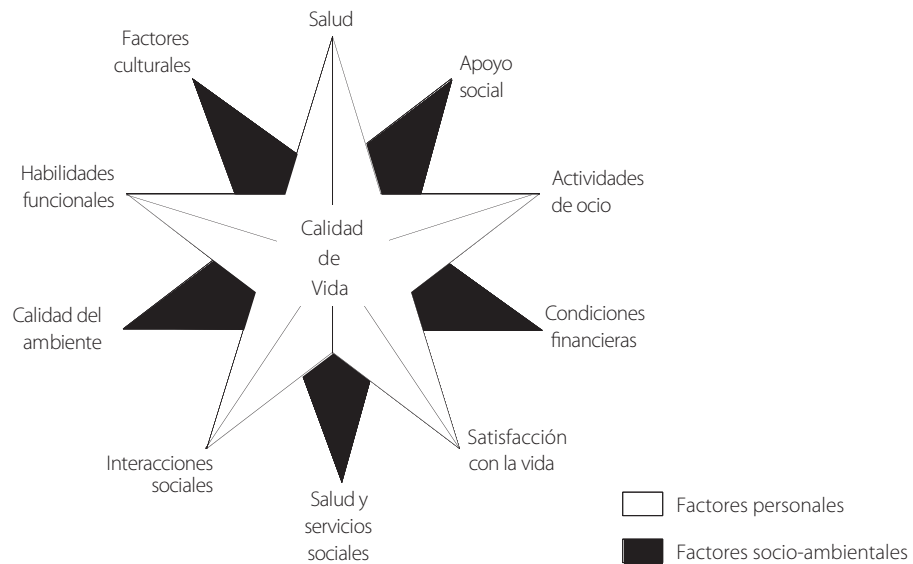 Salud
Factores
culturales
Apoyo
social
Habilidades
funcionales
Actividades
de ocio
Calidad
de
Vida
Calidad del
ambiente
Condiciones
financieras
Interacciones
sociales
Satisfacción
con la vida
Salud y
servicios
sociales
Factores personales
Factores socio-ambientales